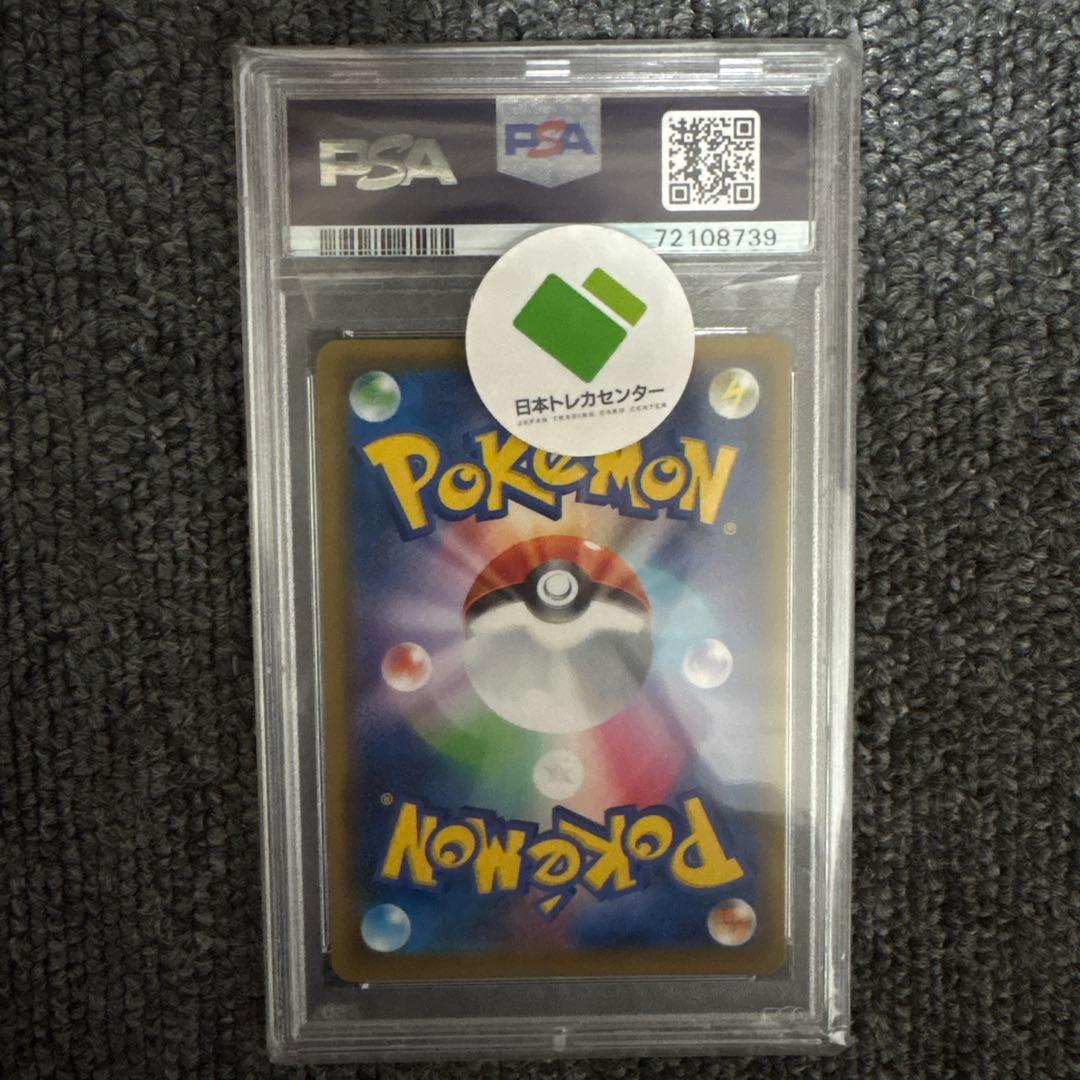 PSA
PSA
72108739
日本トレカセンター
JAPAN TRADING CARD CENTER
POKéMON
®
®
POKéMON